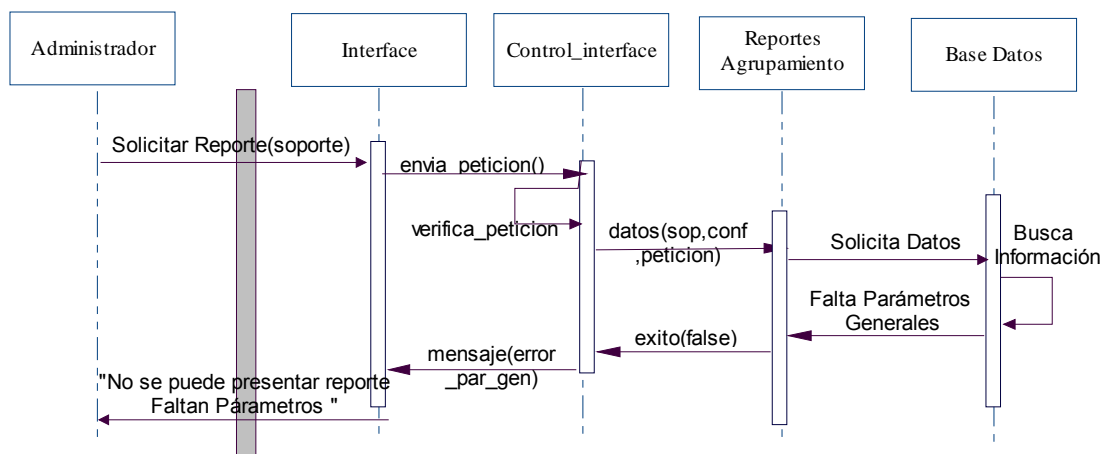 Administrador
Interface
Control_interface
Reportes
Agrupamiento
Base Datos
Solicitar Reporte(soporte)
envia_peticion()
verifica_peticion
datos(sop,conf
,peticion)
Solicita Datos
Busca
Información
Falta Parámetros
Generales
exito(false)
mensaje(error
_par_gen)
"No se puede presentar reporte
Faltan Párametros "